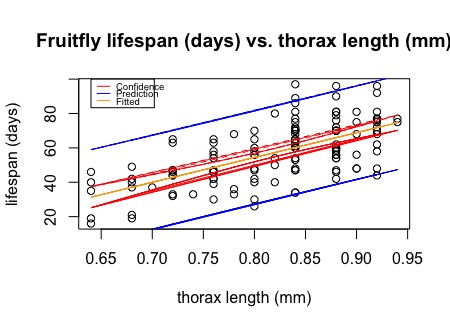 Fruitfly lifespan (days) vs. thorax length (mm)
Confidence
Prediction
Fitted
lifespan (days)
80
60
40
20
0.65 0.70 0.75 0.80 0.85 0.90 0.95
thorax length (mm)